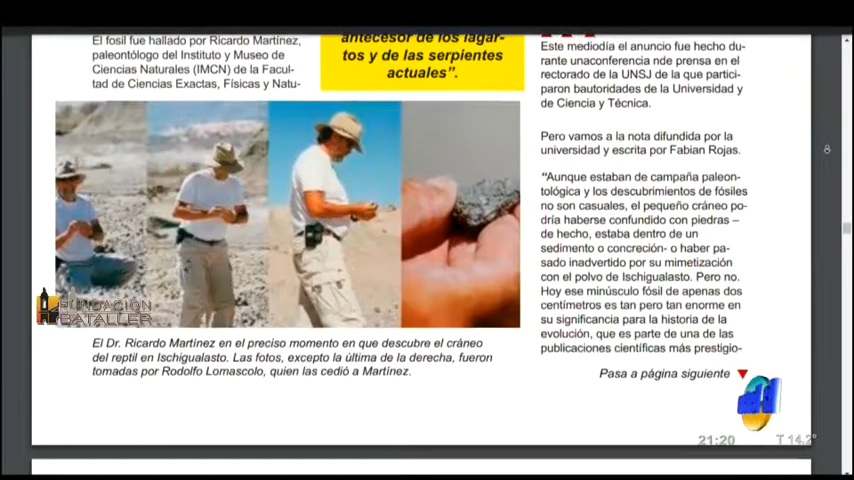 El fosil fue hallado por Ricardo Martínez,
paleontólogo del Instituto y Museo de
Ciencias Naturales (IMCN) de la Facul-
tad de Ciencias Exactas, Físicas y Natu-
antecesor de los lagar-
tos y de las serpientes
actuales”.
El Dr. Ricardo Martínez en el preciso momento en que descubre el cráneo
del reptil en Ischigualasto. Las fotos, excepto la última de la derecha, fueron
tomadas por Rodolfo Lomascolo, quien las cedió a Martínez.
Este mediodía el anuncio fue hecho du-
rante unaconferencia nde prensa en el
rectorado de la UNSJ de la que partici-
paron bautoridades de la Universidad y
de Ciencia y Técnica.
Pero vamos a la nota difundida por la
universidad y escrita por Fabian Rojas.
“Aunque estaban de campaña paleon-
tológica y los descubrimientos de fósiles
no son casuales, el pequeño cráneo po-
dría haberse confundido con piedras –
de hecho, estaba dentro de un
sedimento o concreción- o haber pa-
sado inadvertido por su mimetización
con el polvo de Ischigualasto. Pero no.
Hoy ese minúsculo fósil de apenas dos
centímetros es tan pero tan enorme en
su significancia para la historia de la
evolución, que es parte de una de las
publicaciones científicas más prestigio-
Pasa a página siguiente
FUNDACION
BATALLER
21:20
T 14.2°